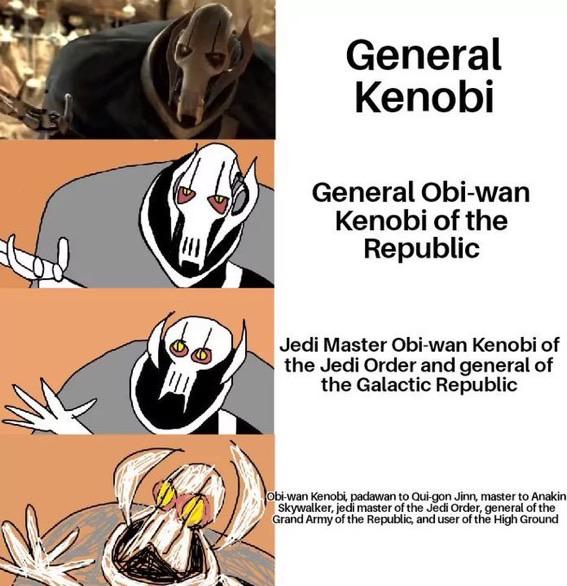 General
Kenobi
General Obi-wan
Kenobi of the
Republic
Jedi Master Obi-wan Kenobi of
the Jedi Order and general of
the Galactic Republic
Obi-wan Kenobi, padawan to Qui-gon Jinn, master to Anakin
Skywalker, jedi master of the Jedi Order, general of the
Grand Army of the Republic, and user of the High Ground